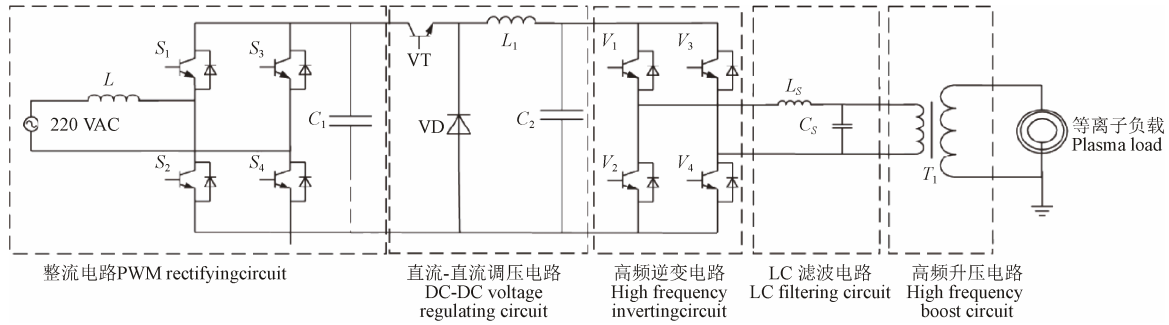 S1
S3
VT
L1
V1
V3
L
LS
220 VAC
C1
VD
C2
CS
等离子负载
Plasma load
S2
S4
V2
V4
T1
整流电路PWM rectifyingcircuit
直流-直流调压电路
DC-DC voltage
regulating circuit
高频逆变电路
High frequency
invertingcircuit
LC 滤波电路
LC filtering circuit
高频升压电路
High frequency
boost circuit